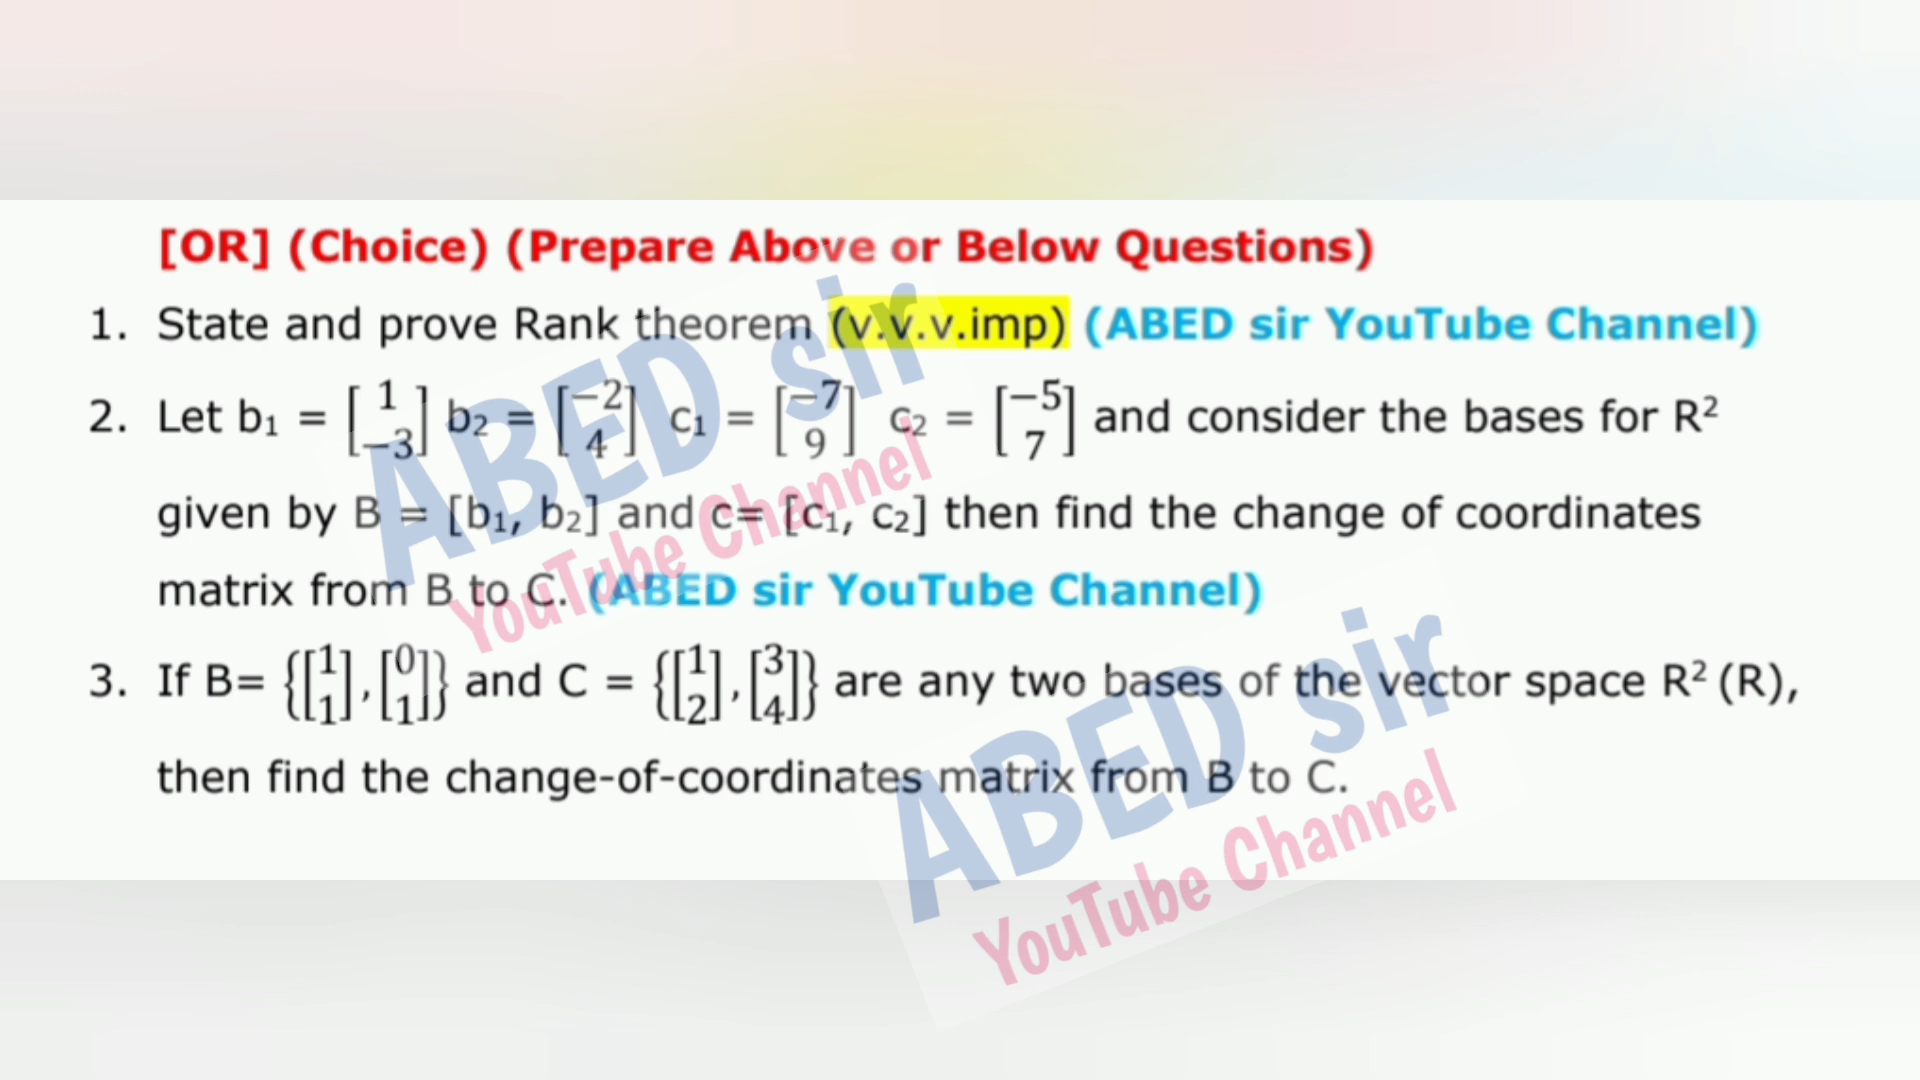 [OR] (Choice) (Prepare Above or Below Questions)
1. State and prove Rank theorem (v.v.v.imp) (ABED sir YouTube Channel)
2. Let b₁ = [1 −3] b₂ = [−2 4] c₁ = [−7 9] c₂ = [−5 7] and consider the bases for R²
given by B = [b₁, b₂] and c= [c₁, c₂] then find the change of coordinates
matrix from B to C. (ABED sir YouTube Channel)
3. If B= {[1 1], [0 1]} and C = {[1 2], [3 4]} are any two bases of the vector space R² (R),
then find the change-of-coordinates matrix from B to C.
ABED sir
YouTube Channel
ABED sir
YouTube Channel